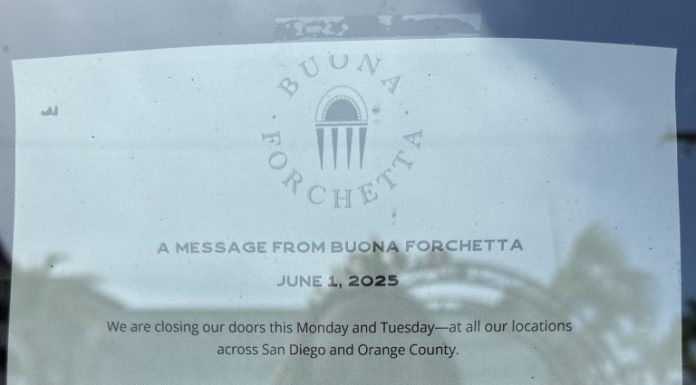 BUONA
FORCHETTA
A MESSAGE FROM BUONA FORCHETTA
JUNE 1, 2025
We are closing our doors this Monday and Tuesday—at all our locations
across San Diego and Orange County.